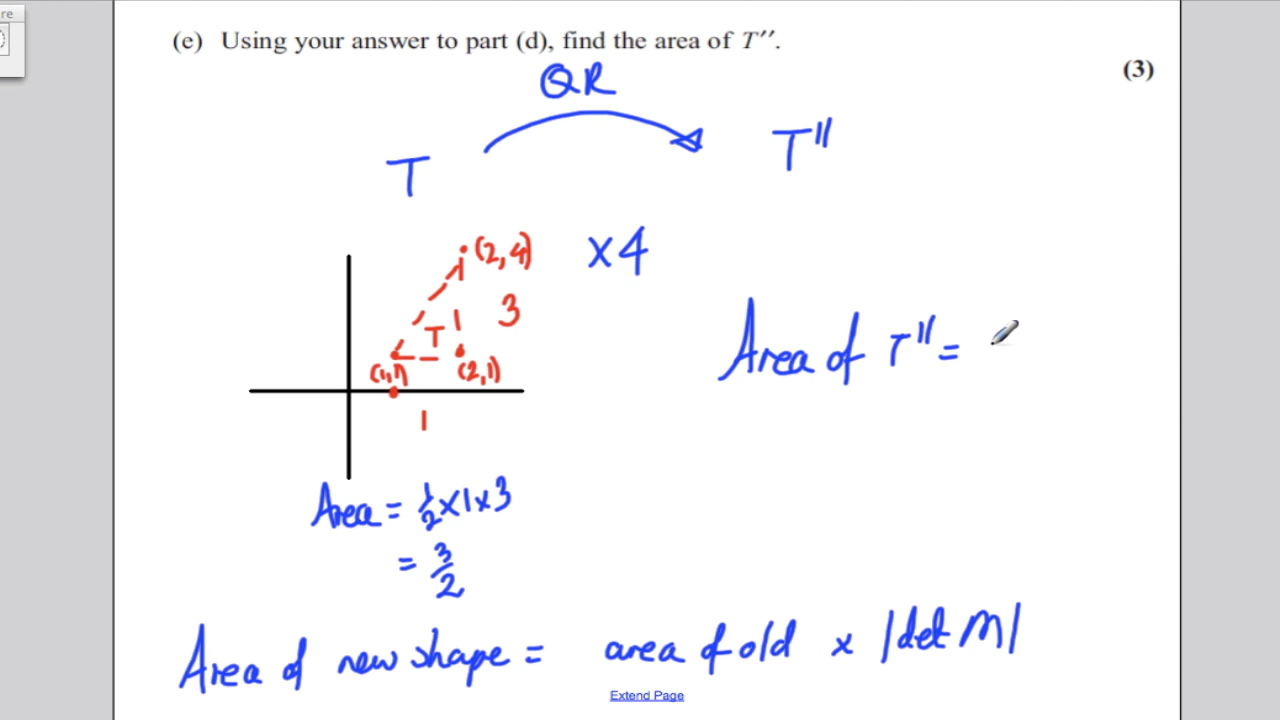 re
(e) Using your answer to part (d), find the area of T′′.
(3)
QR
T
T′′
(2,4)
×4
3
T
Area of T′′ =
(1,1)
(2,1)
1
Area = 1/2 × 1 × 3
= 3/2
Area of new shape = area of old × |det M|
Extend Page